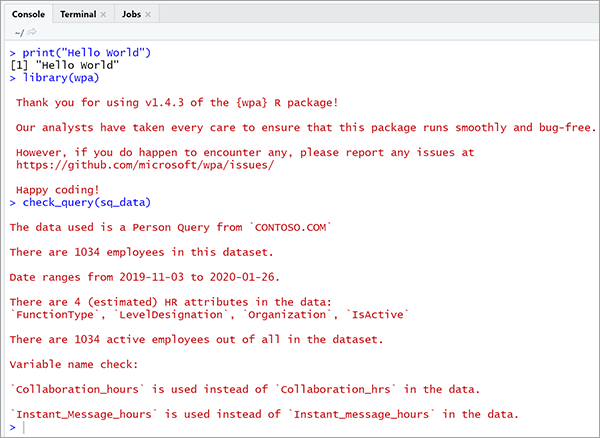 Console Terminal Jobs
~/
> print("Hello World")
[1] "Hello World"
> library(wpa)
Thank you for using v1.4.3 of the {wpa} R package!
Our analysts have taken every care to ensure that this package runs smoothly and bug-free.
However, if you do happen to encounter any, please report any issues at
https://github.com/microsoft/wpa/issues/
Happy coding!
> check_query(sq_data)
The data used is a Person Query from `CONTOSO.COM`
There are 1034 employees in this dataset.
Date ranges from 2019-11-03 to 2020-01-26.
There are 4 (estimated) HR attributes in the data:
`FunctionType`, `LevelDesignation`, `Organization`, `IsActive`
There are 1034 active employees out of all in the dataset.
Variable name check:
`Collaboration_hours` is used instead of `Collaboration_hrs` in the data.
`Instant_Message_hours` is used instead of `Instant_message_hours` in the data.
>